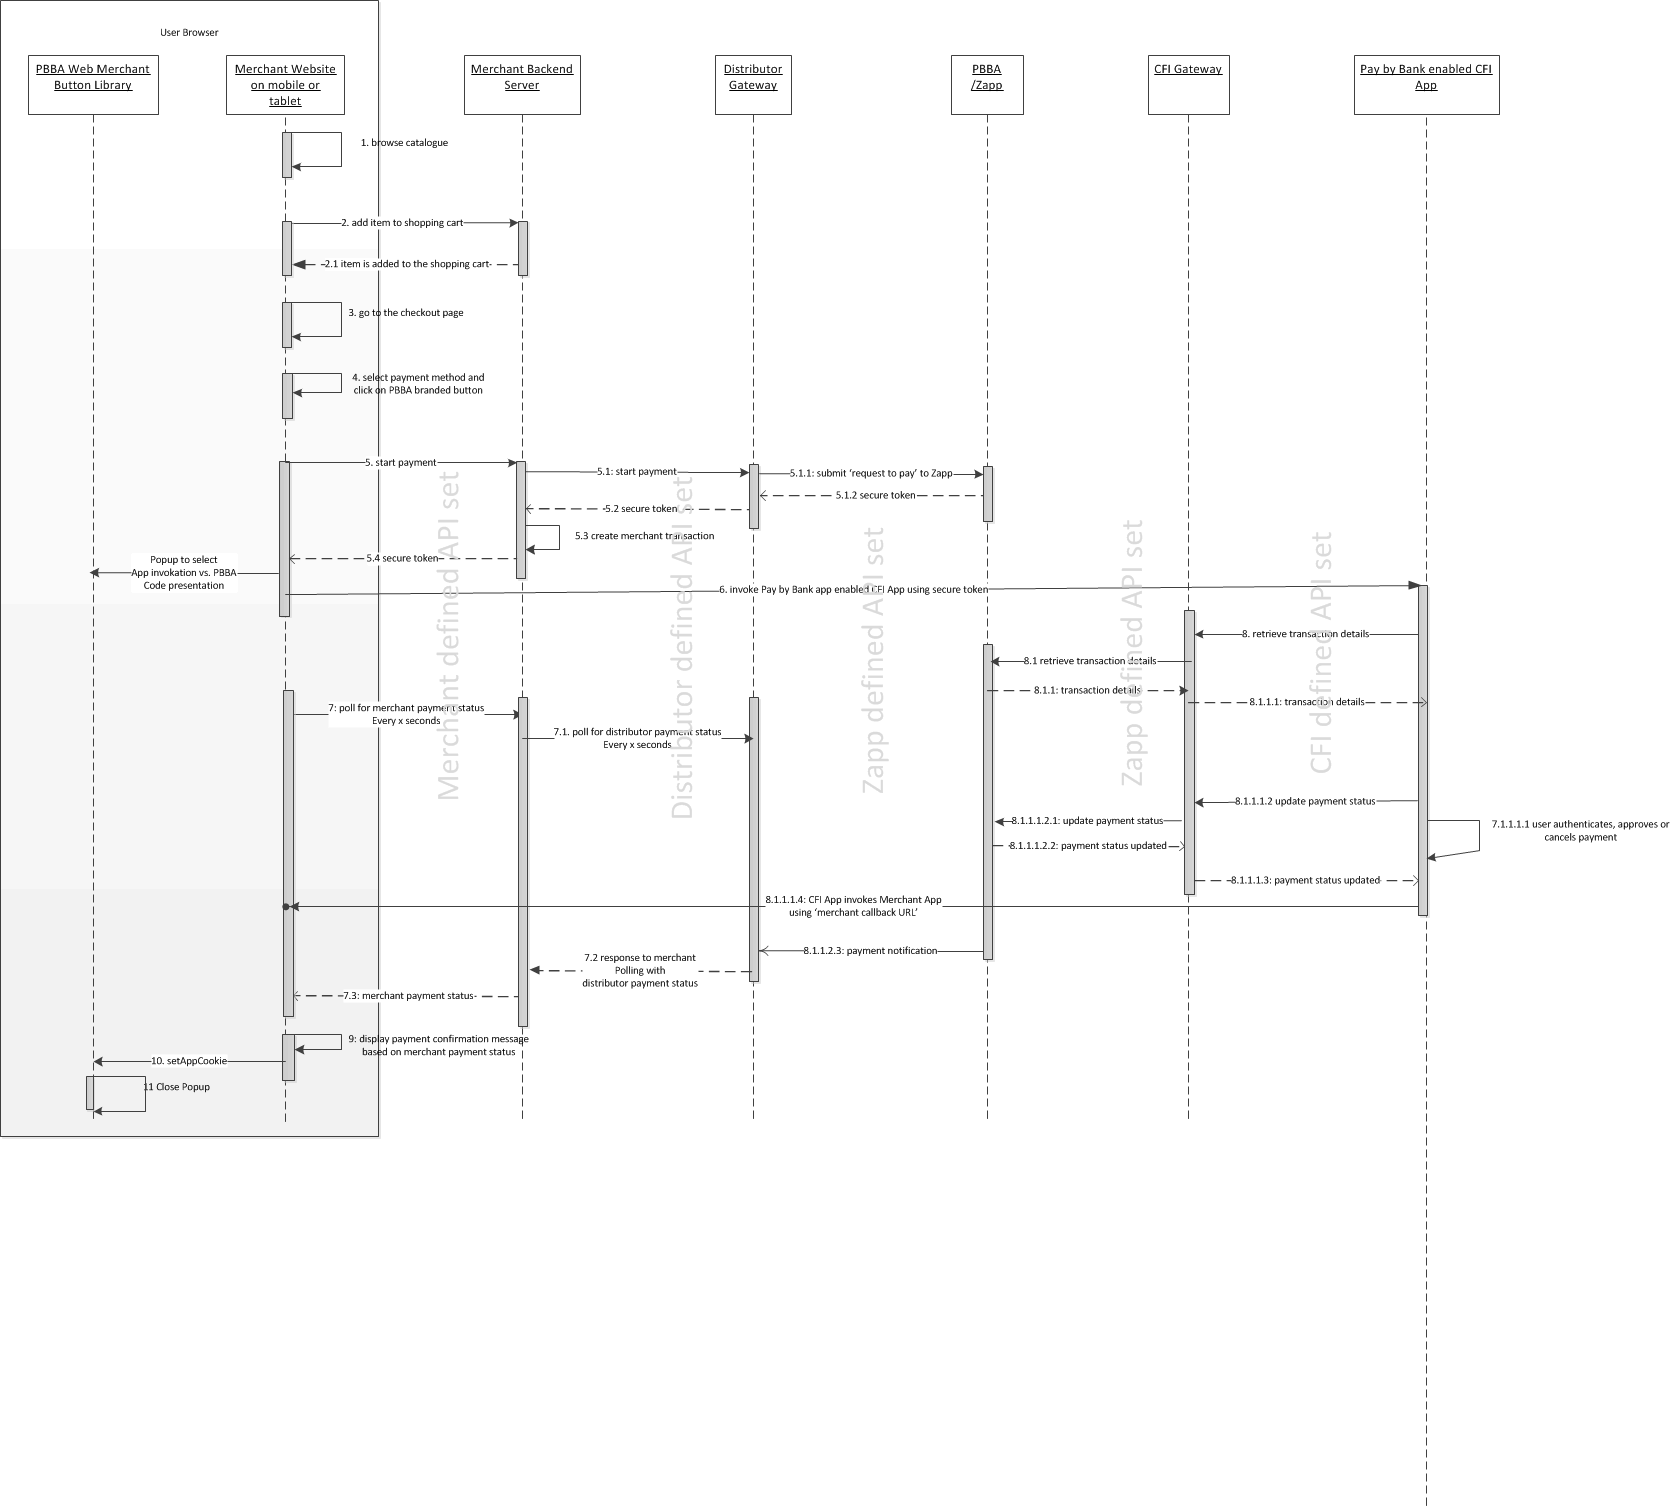 User Browser
PBBA Web Merchant
Button Library
Merchant Website
on mobile or
tablet
Merchant Backend
Server
Distributor
Gateway
PBBA
/Zapp
CFI Gateway
Pay by Bank enabled CFI
App
1. browse catalogue
2. add item to shopping cart
2.1 item is added to the shopping cart
3. go to the checkout page
4. select payment method and
click on PBBA branded button
5. start payment
5.1: start payment
5.1.1: submit ‘request to pay’ to Zapp
5.1.2 secure token
5.2 secure token
5.3 create merchant transaction
5.4 secure token
Popup to select
App invokation vs. PBBA
Code presentation
6. invoke Pay by Bank app enabled CFI App using secure token
Merchant defined API set
Distributor defined API set
Zapp defined API set
Zapp defined API set
CFI defined API set
8. retrieve transaction details
8.1 retrieve transaction details
8.1.1: transaction details
8.1.1.1: transaction details
7: poll for merchant payment status
Every x seconds
7.1. poll for distributor payment status
Every x seconds
8.1.1.1.2 update payment status
8.1.1.1.2.1: update payment status
7.1.1.1.1 user authenticates, approves or
cancels payment
8.1.1.1.2.2: payment status updated
8.1.1.1.3: payment status updated
8.1.1.1.4: CFI App invokes Merchant App
using ‘merchant callback URL’
8.1.1.2.3: payment notification
7.2 response to merchant
Polling with
distributor payment status
7.3: merchant payment status
9: display payment confirmation message
based on merchant payment status
10. setAppCookie
11 Close Popup